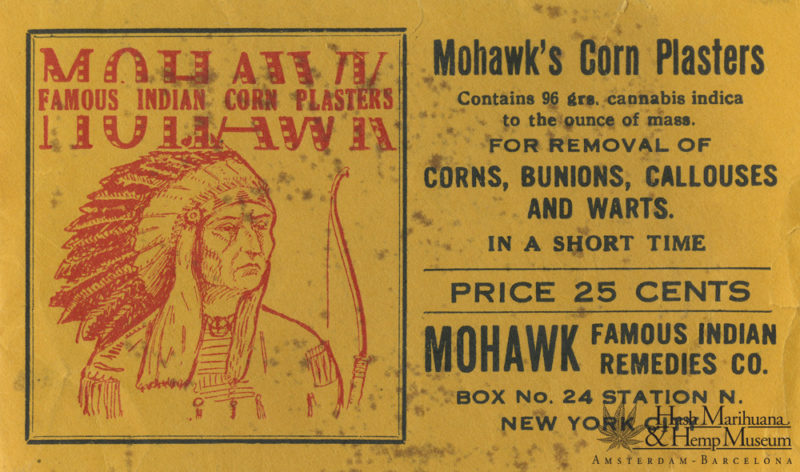 MOHAWK
FAMOUS INDIAN CORN PLASTERS
Mohawk's Corn Plasters
Contains 96 grs. cannabis indica
to the ounce of mass.
FOR REMOVAL OF
CORNS, BUNIONS, CALLOUSES
AND WARTS.
IN A SHORT TIME
PRICE 25 CENTS
MOHAWK FAMOUS INDIAN
REMEDIES CO.
BOX No. 24 STATION N.
NEW YORK CITY
Hash Marihuana
& Hemp Museum
AMSTERDAM-BARCELONA